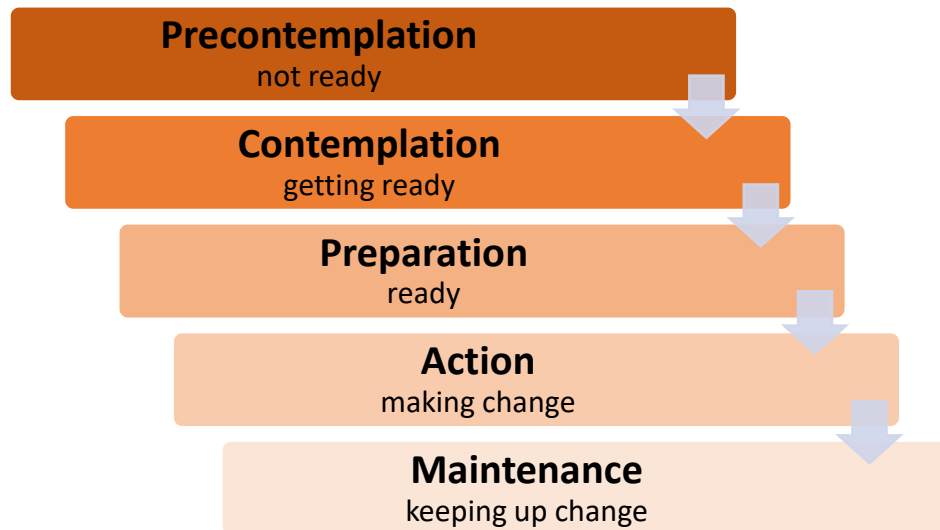 Precontemplation
not ready
Contemplation
getting ready
Preparation
ready
Action
making change
Maintenance
keeping up change